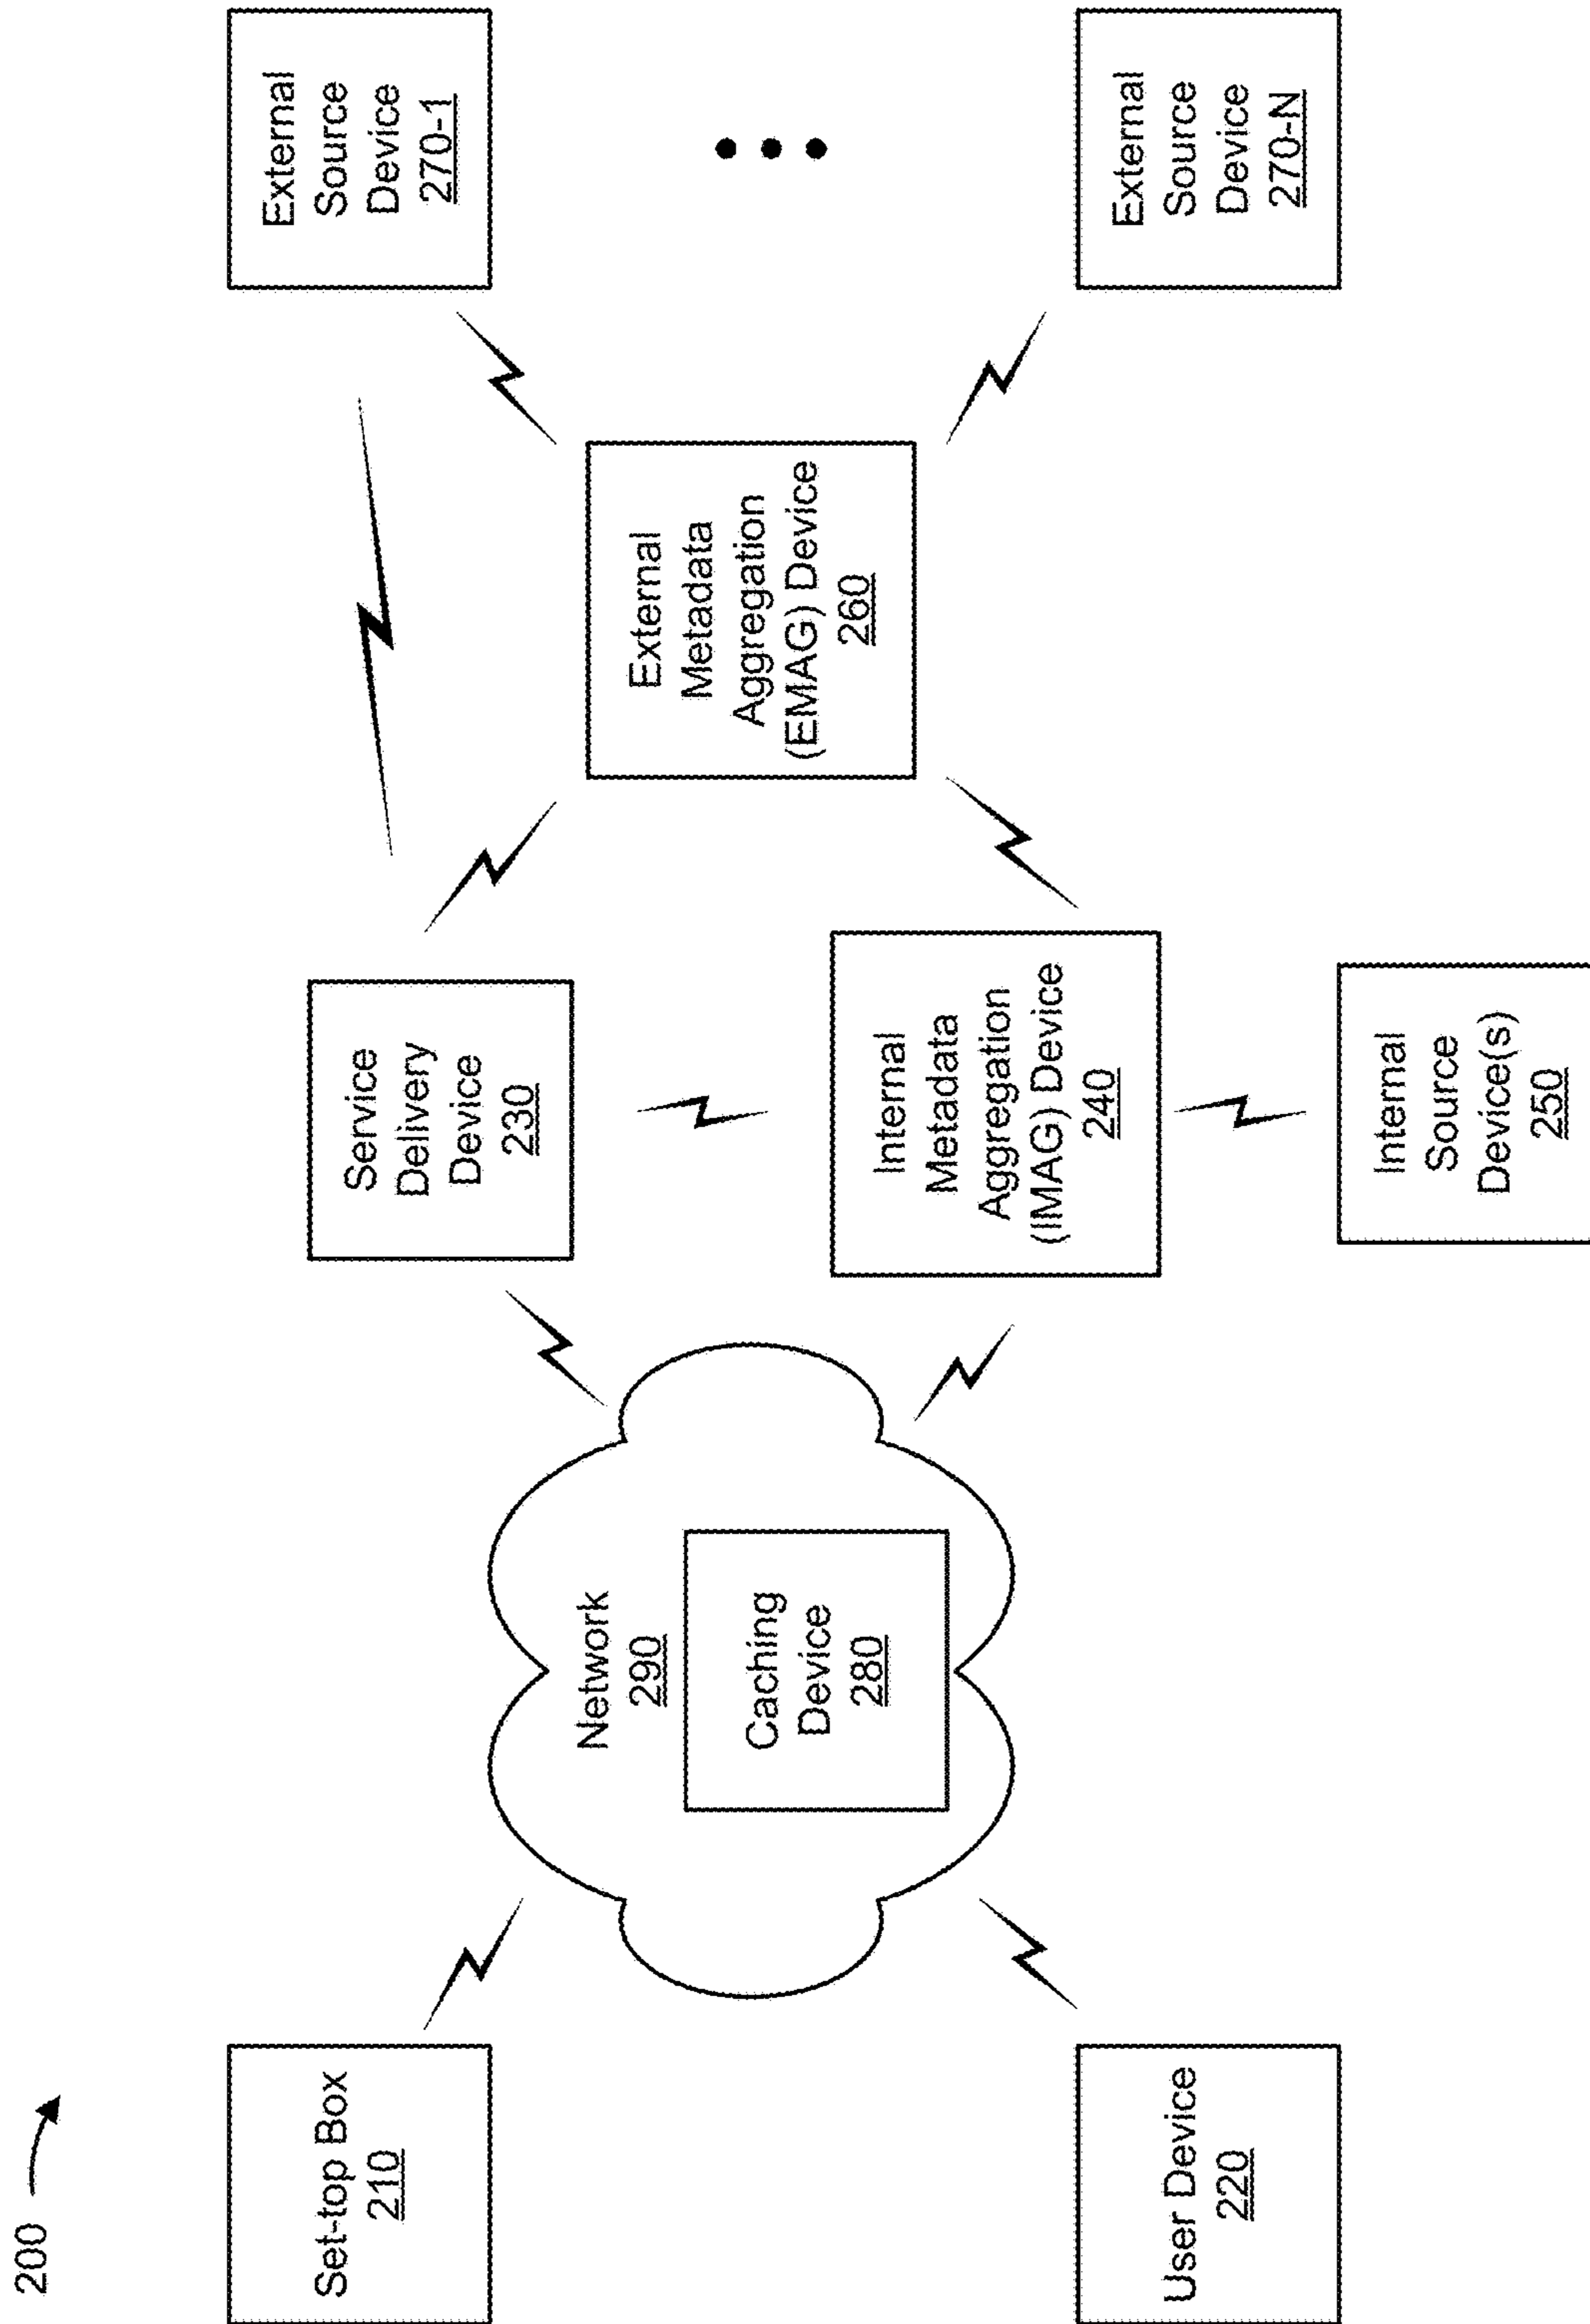 200
Set-top Box
210
User Device
220
Network
290
Caching
Device
280
Service
Delivery
Device
230
Internal
Metadata
Aggregation
(IMAG) Device
240
Internal
Source
Device(s)
250
External
Metadata
Aggregation
(EMAG) Device
260
External
Source
Device
270-1
External
Source
Device
270-N